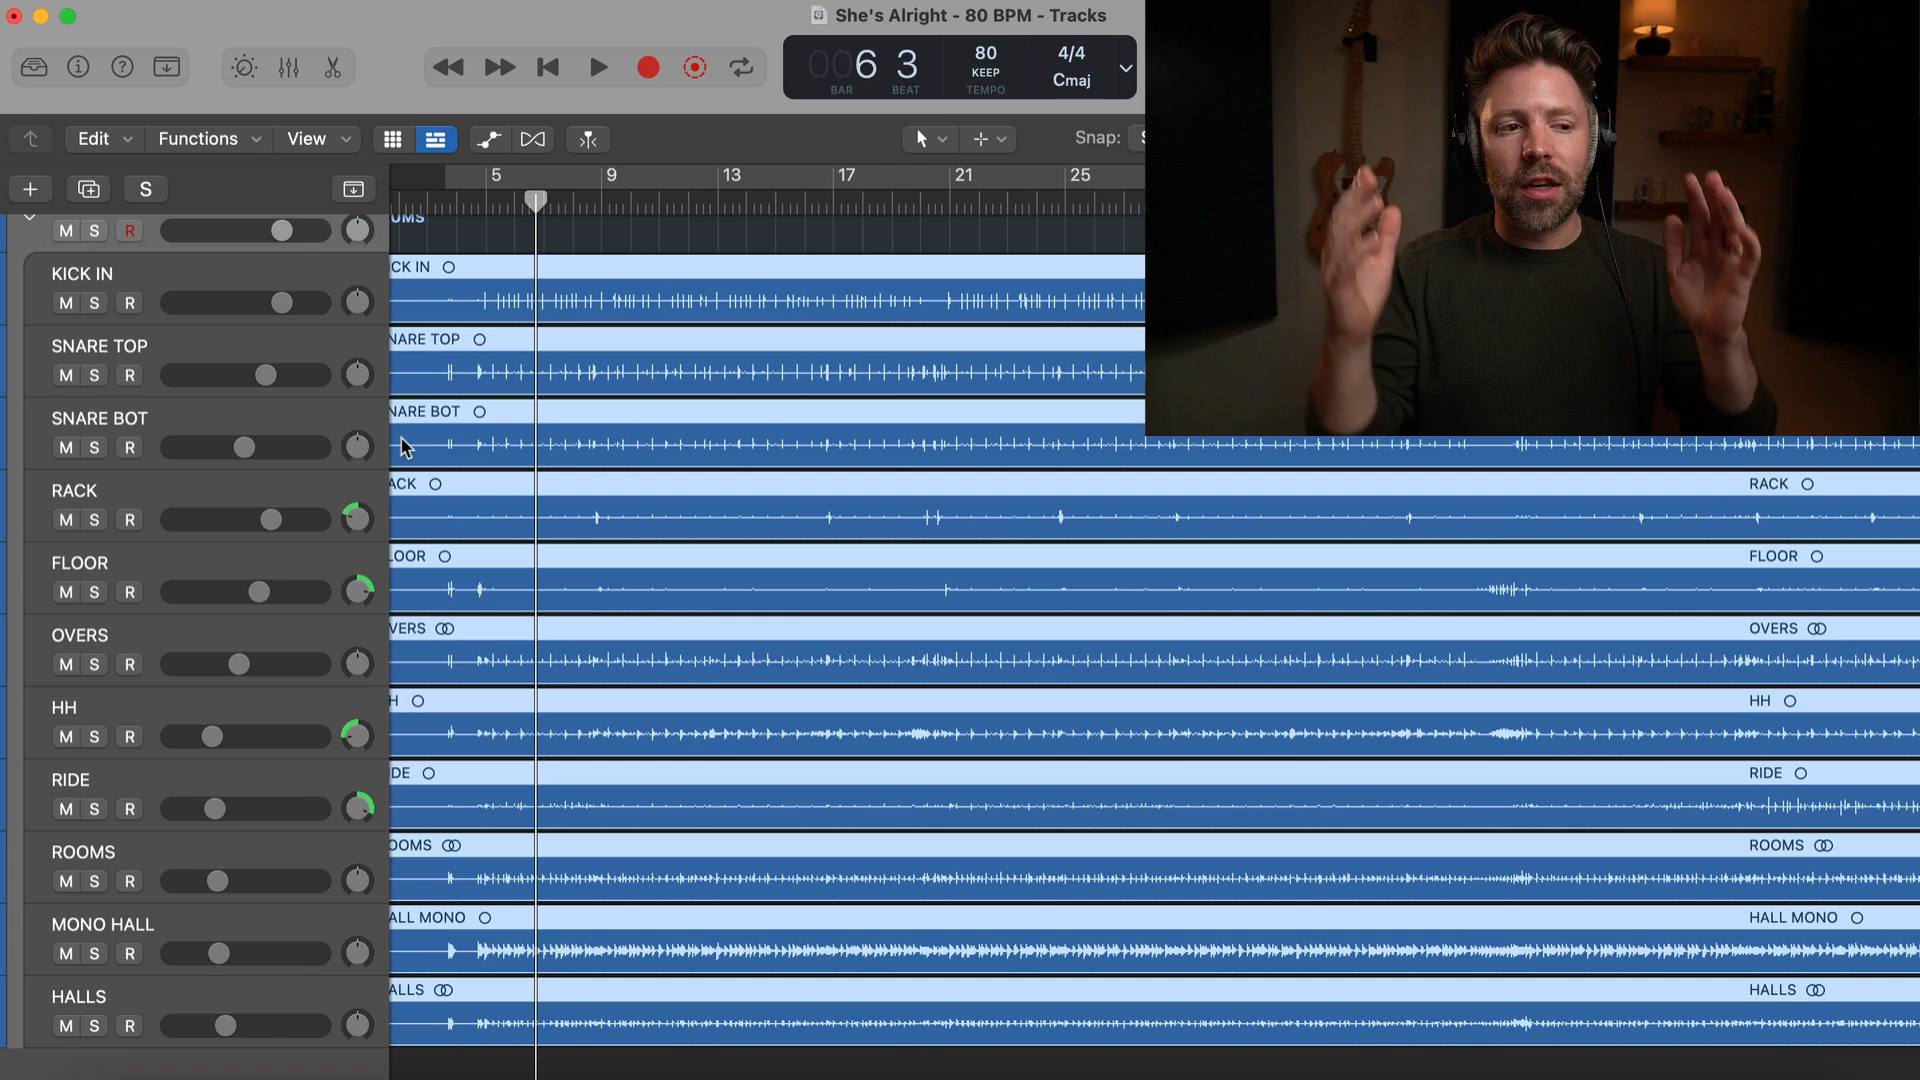 She's Alright - 80 BPM - Tracks
006 3
BAR BEAT
80
KEEP
TEMPO
4/4
Cmaj
Edit Functions View
Snap: S
S
5 9 13 17 21 25
M S R
UMS
KICK IN
M S R
CK IN
SNARE TOP
M S R
NARE TOP
SNARE BOT
M S R
NARE BOT
RACK
M S R
ACK
RACK
FLOOR
M S R
LOOR
FLOOR
OVERS
M S R
VERS
OVERS
HH
M S R
H
HH
RIDE
M S R
DE
RIDE
ROOMS
M S R
OOMS
ROOMS
MONO HALL
M S R
ALL MONO
HALL MONO
HALLS
M S R
ALLS
HALLS